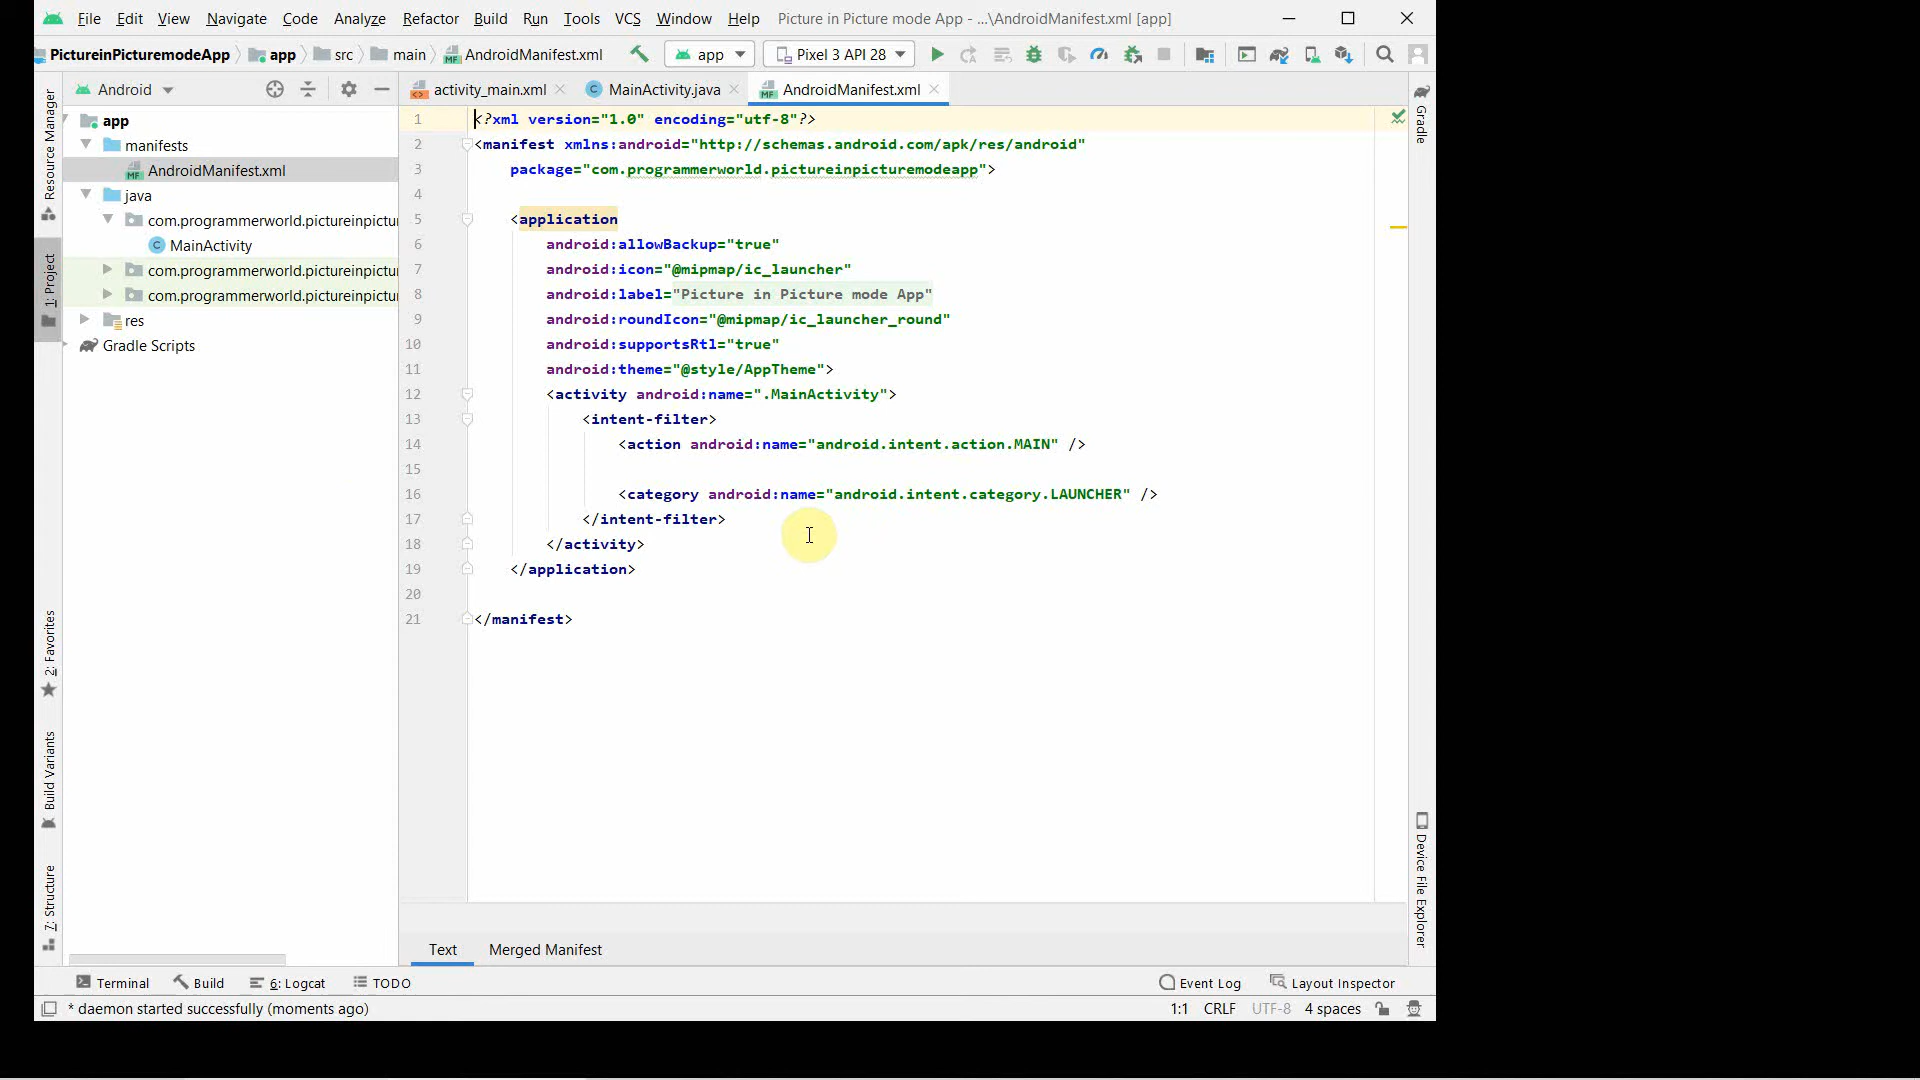 File Edit View Navigate Code Analyze Refactor Build Run Tools VCS Window Help Picture in Picture mode App - ...\AndroidManifest.xml [app]
PictureinPicturemodeApp app src main AndroidManifest.xml app Pixel 3 API 28
Android
activity_main.xml MainActivity.java AndroidManifest.xml
Resource Manager
1: Project
2: Favorites
Build Variants
7: Structure
app
manifests
AndroidManifest.xml
java
com.programmerworld.pictureinpictu
MainActivity
com.programmerworld.pictureinpictu
com.programmerworld.pictureinpictu
res
Gradle Scripts
1 <?xml version="1.0" encoding="utf-8"?>
2 <manifest xmlns:android="http://schemas.android.com/apk/res/android"
3 package="com.programmerworld.pictureinpicturemodeapp">
4
5 <application
6 android:allowBackup="true"
7 android:icon="@mipmap/ic_launcher"
8 android:label="Picture in Picture mode App"
9 android:roundIcon="@mipmap/ic_launcher_round"
10 android:supportsRtl="true"
11 android:theme="@style/AppTheme">
12 <activity android:name=".MainActivity">
13 <intent-filter>
14 <action android:name="android.intent.action.MAIN" />
15
16 <category android:name="android.intent.category.LAUNCHER" />
17 </intent-filter>
18 </activity>
19 </application>
20
21 </manifest>
Gradle
Device File Explorer
Text Merged Manifest
Terminal Build 6: Logcat TODO Event Log Layout Inspector
* daemon started successfully (moments ago) 1:1 CRLF UTF-8 4 spaces